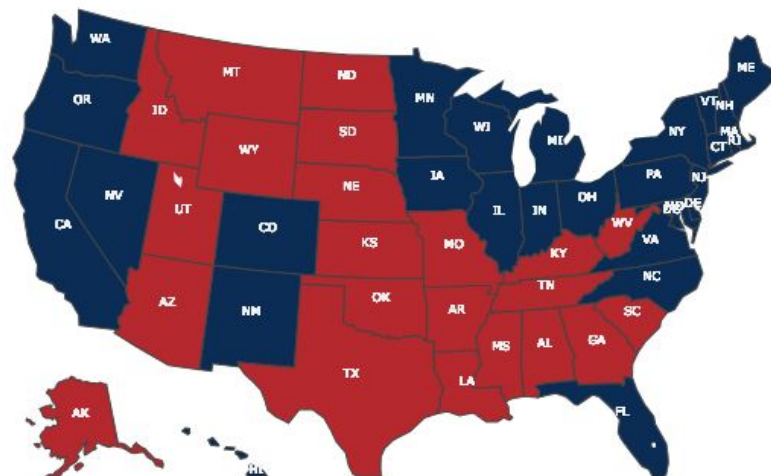 WA
ME
MT
ND
VT
NH
MN
OR
ID
WI
SD
MI
NY
MA
CT
RI
WY
IA
PA
NJ
NE
NV
IL
IN
OH
DE
UT
CO
WV
CA
VA
KS
MO
KY
NC
TN
AZ
OK
NM
AR
SC
MS
AL
GA
TX
LA
AK
FL
HI